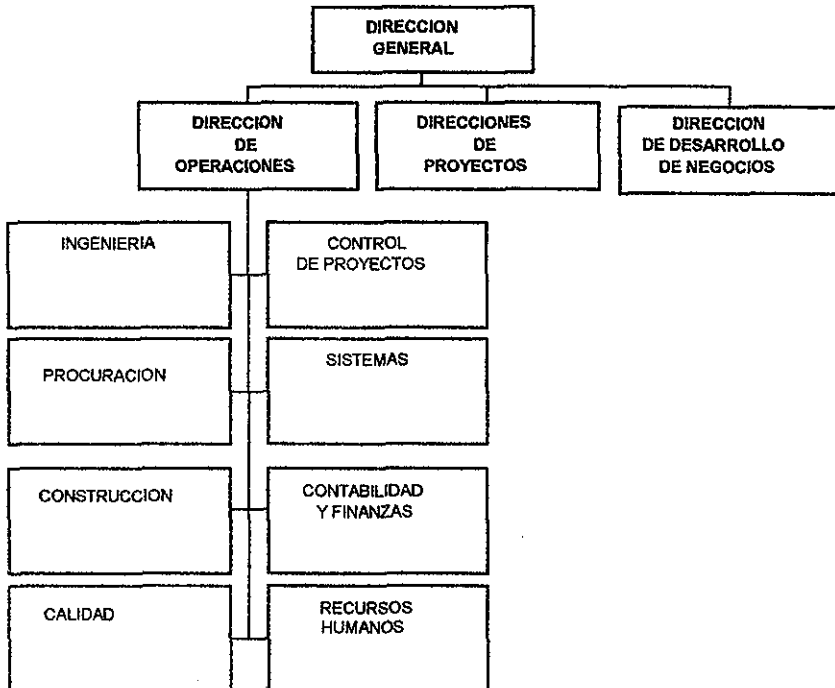 DIRECCION
GENERAL
DIRECCION
DE
OPERACIONES
DIRECCIONES
DE
PROYECTOS
DIRECCION
DE DESARROLLO
DE NEGOCIOS
INGENIERIA
CONTROL
DE PROYECTOS
PROCURACION
SISTEMAS
CONSTRUCCION
CONTABILIDAD
Y FINANZAS
CALIDAD
RECURSOS
HUMANOS